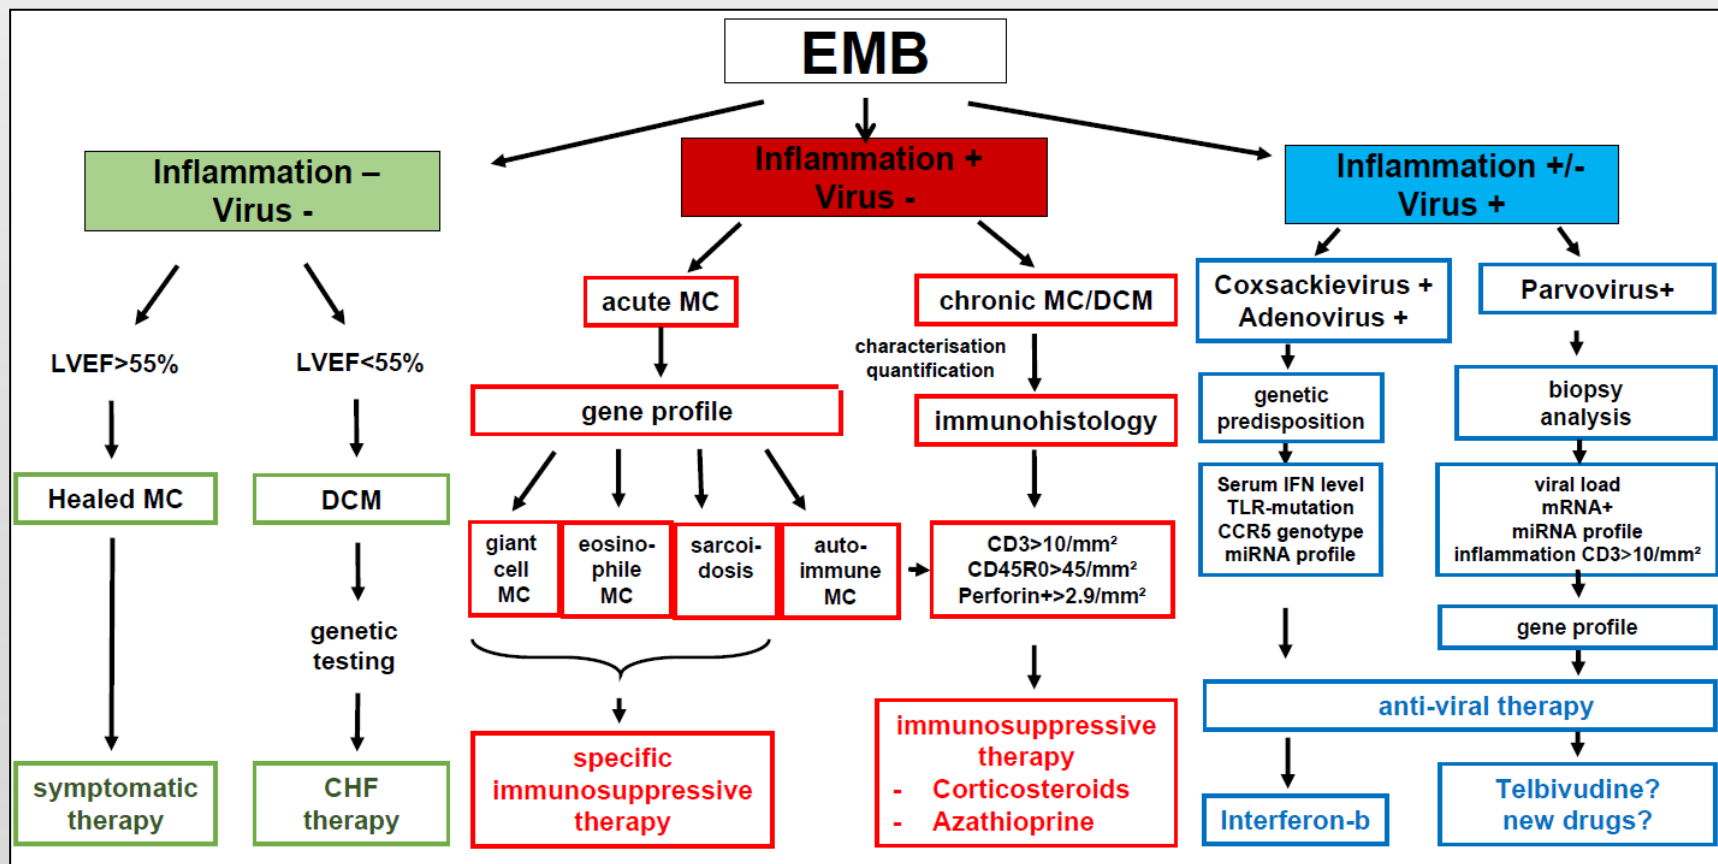 EMB
Inflammation –
Virus -
Inflammation +
Virus -
Inflammation +/-
Virus +
LVEF>55%
LVEF<55%
Healed MC
DCM
genetic
testing
symptomatic
therapy
CHF
therapy
acute MC
gene profile
giant
cell
MC
eosino-
phile
MC
sarcoi-
dosis
auto-
immune
MC
specific
immunosuppressive
therapy
chronic MC/DCM
characterisation
quantification
immunohistology
CD3>10/mm²
CD45R0>45/mm²
Perforin+>2.9/mm²
immunosuppressive
therapy
- Corticosteroids
- Azathioprine
Coxsackievirus +
Adenovirus +
genetic
predisposition
Serum IFN level
TLR-mutation
CCR5 genotype
miRNA profile
Parvovirus+
biopsy
analysis
viral load
mRNA+
miRNA profile
inflammation CD3>10/mm²
gene profile
anti-viral therapy
Interferon-b
Telbivudine?
new drugs?